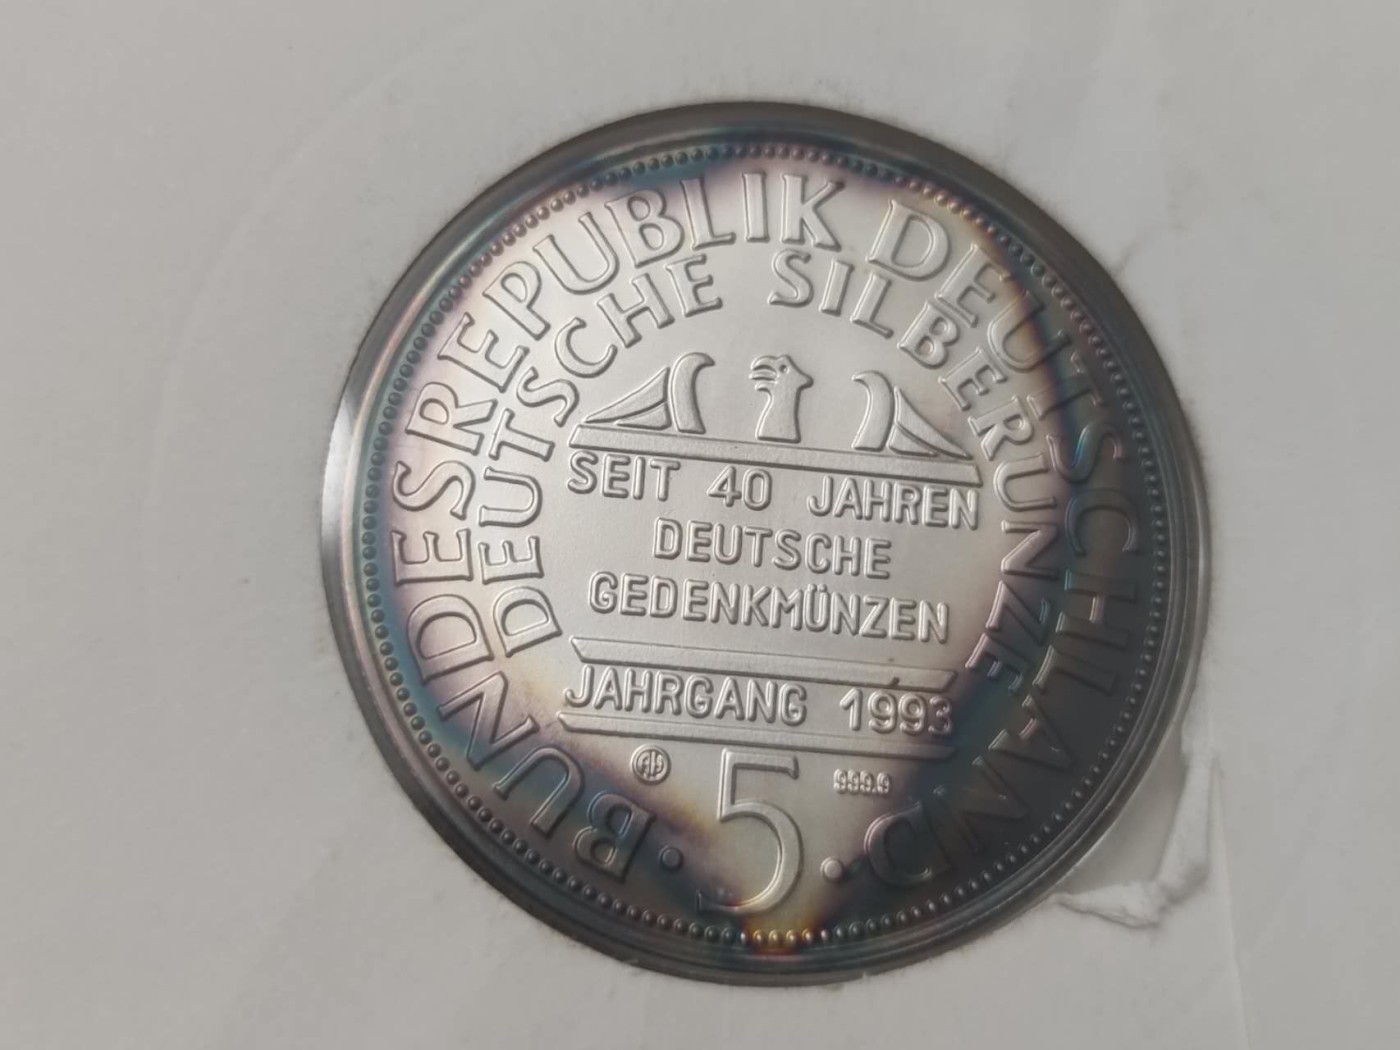 BUNDESREPUBLIK DEUTSCHLAND
DEUTSCHE SILBERUNZE
SEIT 40 JAHREN
DEUTSCHE
GEDENKMÜNZEN
JAHRGANG 1993
5
999.9